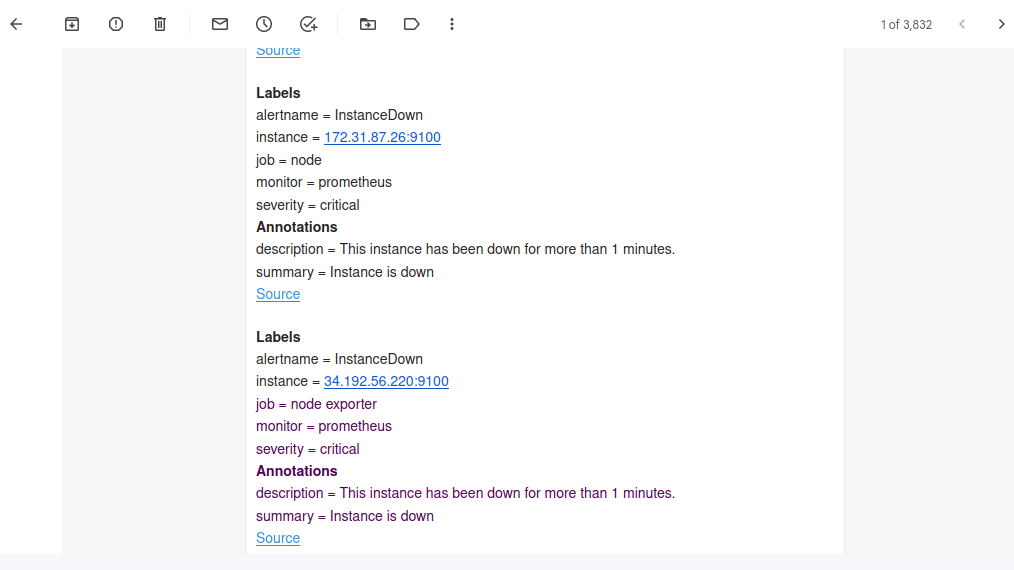 1 of 3,832
Source
Labels
alertname = InstanceDown
instance = 172.31.87.26:9100
job = node
monitor = prometheus
severity = critical
Annotations
description = This instance has been down for more than 1 minutes.
summary = Instance is down
Source
Labels
alertname = InstanceDown
instance = 34.192.56.220:9100
job = node exporter
monitor = prometheus
severity = critical
Annotations
description = This instance has been down for more than 1 minutes.
summary = Instance is down
Source